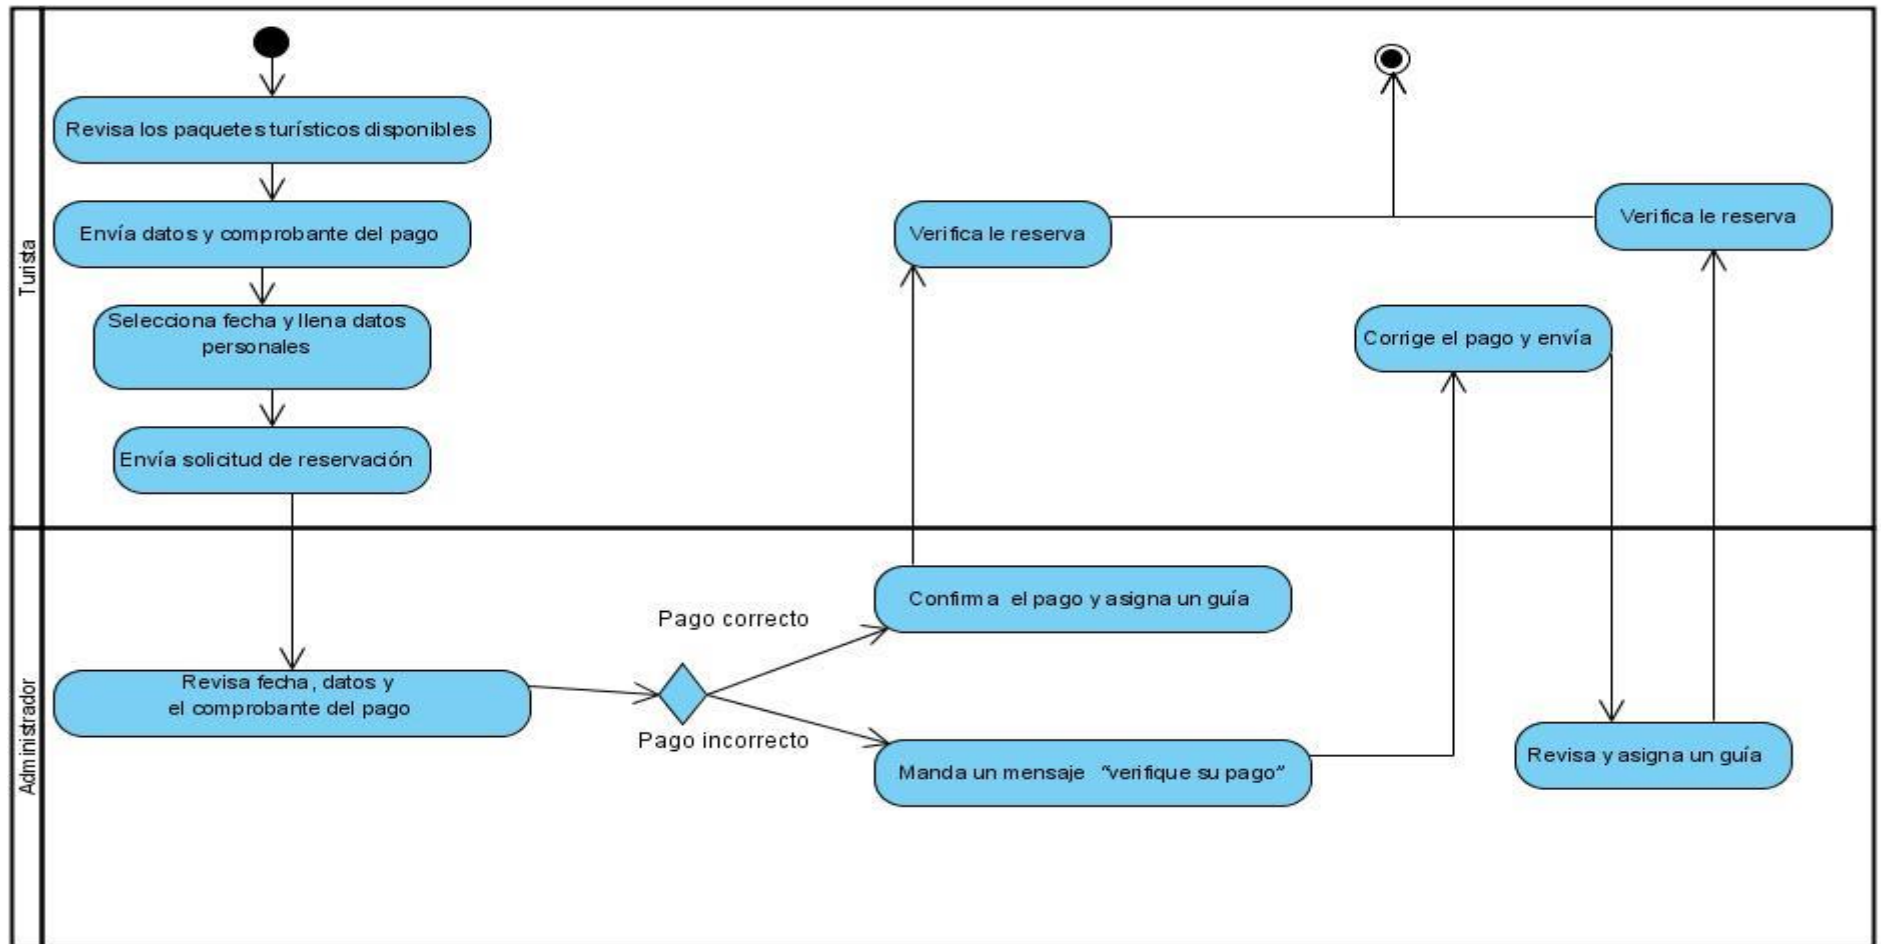 Turista
Revisa los paquetes turísticos disponibles
Envía datos y comprobante del pago
Selecciona fecha y llena datos
personales
Envía solicitud de reservación
Verifica le reserva
Verifica le reserva
Corrige el pago y envía
Administrador
Revisa fecha, datos y
el comprobante del pago
Pago correcto
Pago incorrecto
Confirma el pago y asigna un guía
Manda un mensaje “verifique su pago”
Revisa y asigna un guía